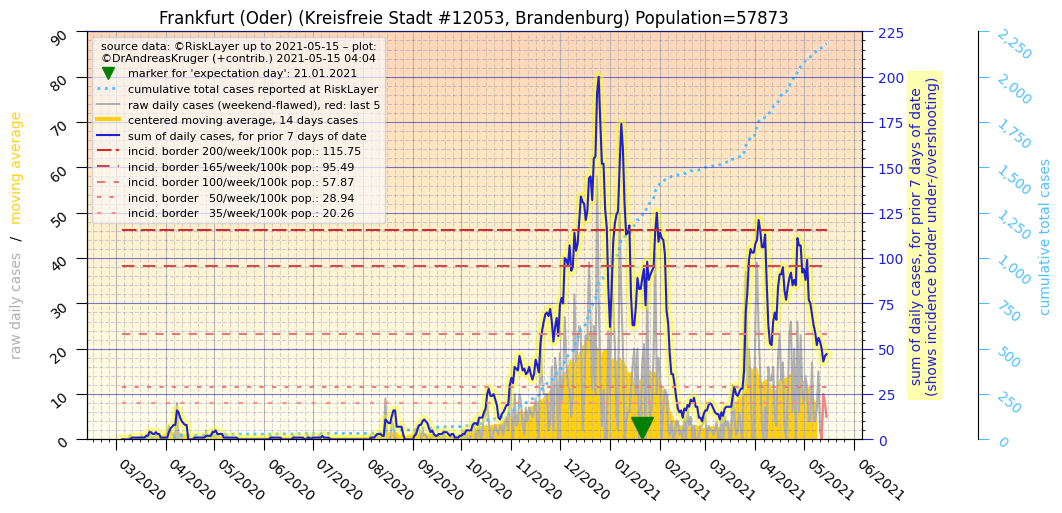 Frankfurt (Oder) (Kreisfreie Stadt #12053, Brandenburg) Population=57873
source data: ©RiskLayer up to 2021-05-15 – plot:
©DrAndreasKruger (+contrib.) 2021-05-15 04:04
marker for 'expectation day': 21.01.2021
cumulative total cases reported at RiskLayer
raw daily cases (weekend-flawed), red: last 5
centered moving average, 14 days cases
sum of daily cases, for prior 7 days of date
incid. border 200/week/100k pop.: 115.75
incid. border 165/week/100k pop.: 95.49
incid. border 100/week/100k pop.: 57.87
incid. border   50/week/100k pop.: 28.94
incid. border   35/week/100k pop.: 20.26
raw daily cases  /  moving average
90
80
70
60
50
40
30
20
10
0
225
200
175
150
125
100
75
50
25
0
sum of daily cases, for prior 7 days of date
(shows incidence border under-/overshooting)
2,250
2,000
1,750
1,500
1,250
1,000
750
500
250
0
cumulative total cases
03/2020
04/2020
05/2020
06/2020
07/2020
08/2020
09/2020
10/2020
11/2020
12/2020
01/2021
02/2021
03/2021
04/2021
05/2021
06/2021